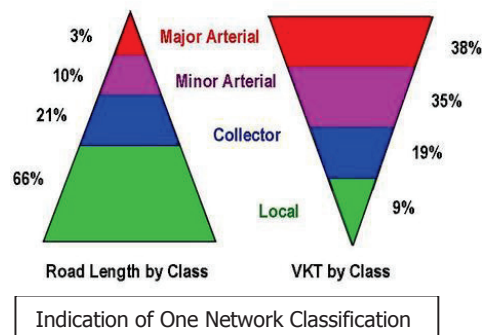 3%
Major Arterial
38%
10%
Minor Arterial
35%
21%
Collector
19%
66%
Local
9%
Road Length by Class
VKT by Class
Indication of One Network Classification